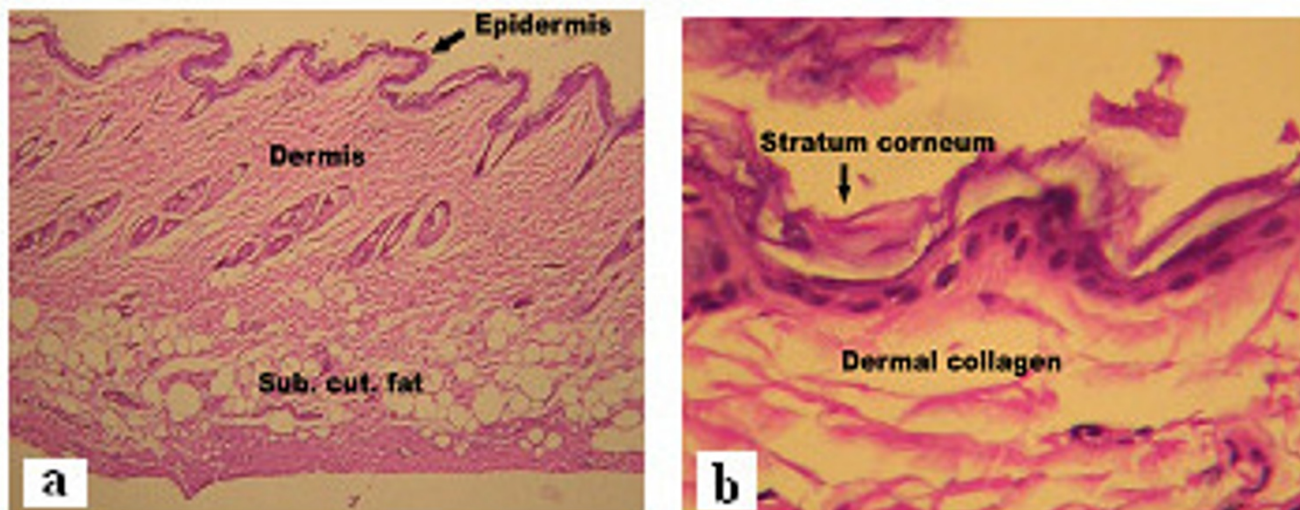 Epidermis
Dermis
Sub. cut. fat
a
Stratum corneum
Dermal collagen
b